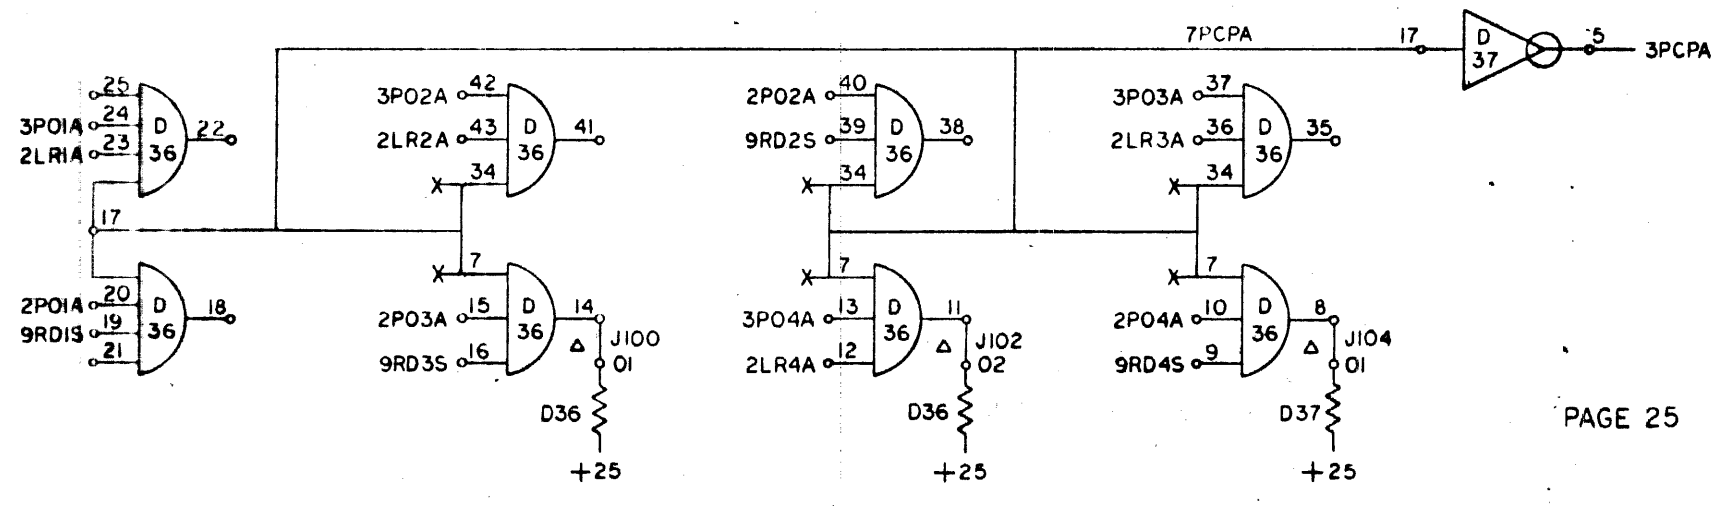 7PCPA 17 D 37 5 3PCPA
25
3PO1A 24 D 36 22
2LR1A 23
17
2PO1A 20 D 36 18
9RD1S 19
21
3PO2A 42
2LR2A 43 D 36 41
X 34
X 7
2PO3A 15 D 36 14
9RD3S 16 Δ J100
O1
D36
+25
2PO2A 40
9RD2S 39 D 36 38
X 34
X 7
3PO4A 13 D 36 11
2LR4A 12 Δ J102
O2
D36
+25
3PO3A 37
2LR3A 36 D 36 35
X 34
X 7
2PO4A 10 D 36 8
9RD4S 9 Δ J104
O1
D37
+25
PAGE 25